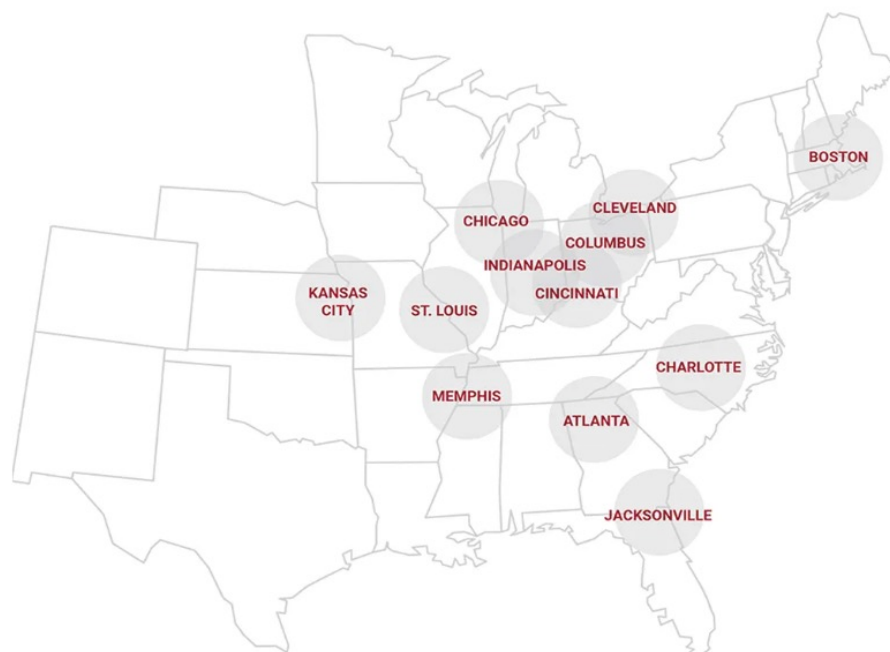 BOSTON
CLEVELAND
CHICAGO
COLUMBUS
INDIANAPOLIS
KANSAS
CITY
CINCINNATI
ST. LOUIS
CHARLOTTE
MEMPHIS
ATLANTA
JACKSONVILLE